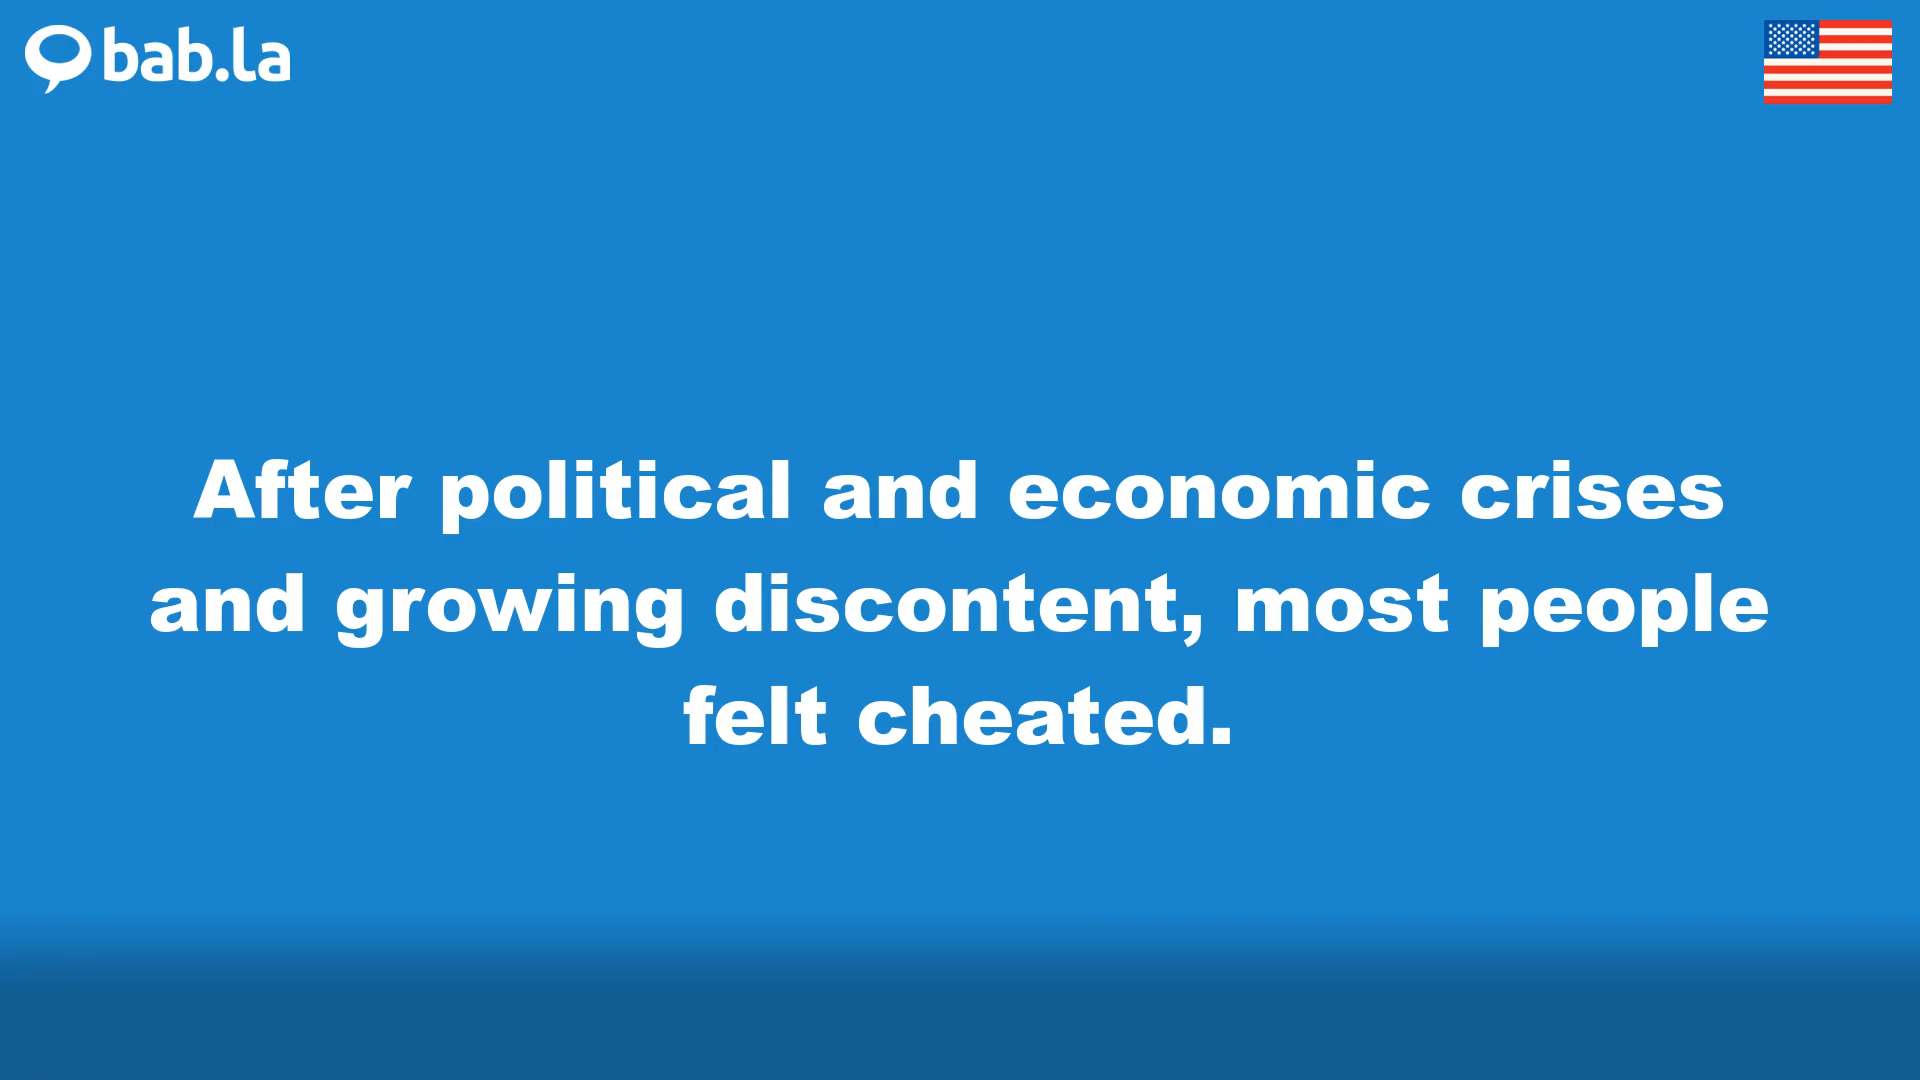 bab.la
After political and economic crises
and growing discontent, most people
felt cheated.